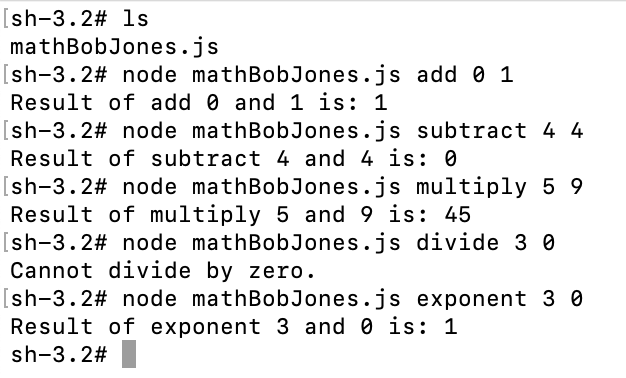 [sh-3.2# ls
mathBobJones.js
[sh-3.2# node mathBobJones.js add 0 1
Result of add 0 and 1 is: 1
[sh-3.2# node mathBobJones.js subtract 4 4
Result of subtract 4 and 4 is: 0
[sh-3.2# node mathBobJones.js multiply 5 9
Result of multiply 5 and 9 is: 45
[sh-3.2# node mathBobJones.js divide 3 0
Cannot divide by zero.
[sh-3.2# node mathBobJones.js exponent 3 0
Result of exponent 3 and 0 is: 1
sh-3.2#